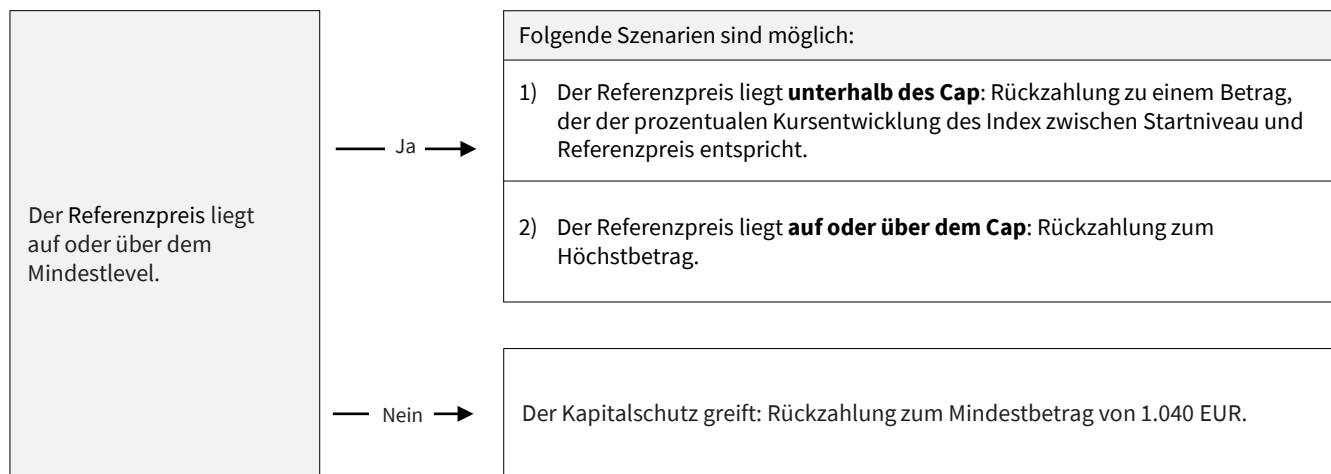 Der Referenzpreis liegt
auf oder über dem
Mindestlevel.
Ja
Folgende Szenarien sind möglich:
1) Der Referenzpreis liegt unterhalb des Cap: Rückzahlung zu einem Betrag,
der der prozentualen Kursentwicklung des Index zwischen Startniveau und
Referenzpreis entspricht.
2) Der Referenzpreis liegt auf oder über dem Cap: Rückzahlung zum
Höchstbetrag.
Nein
Der Kapitalschutz greift: Rückzahlung zum Mindestbetrag von 1.040 EUR.